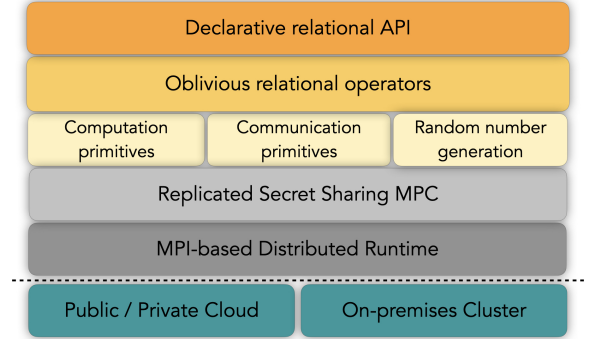 Declarative relational API
Oblivious relational operators
Computation
primitives
Communication
primitives
Random number
generation
Replicated Secret Sharing MPC
MPI-based Distributed Runtime
Public / Private Cloud
On-premises Cluster